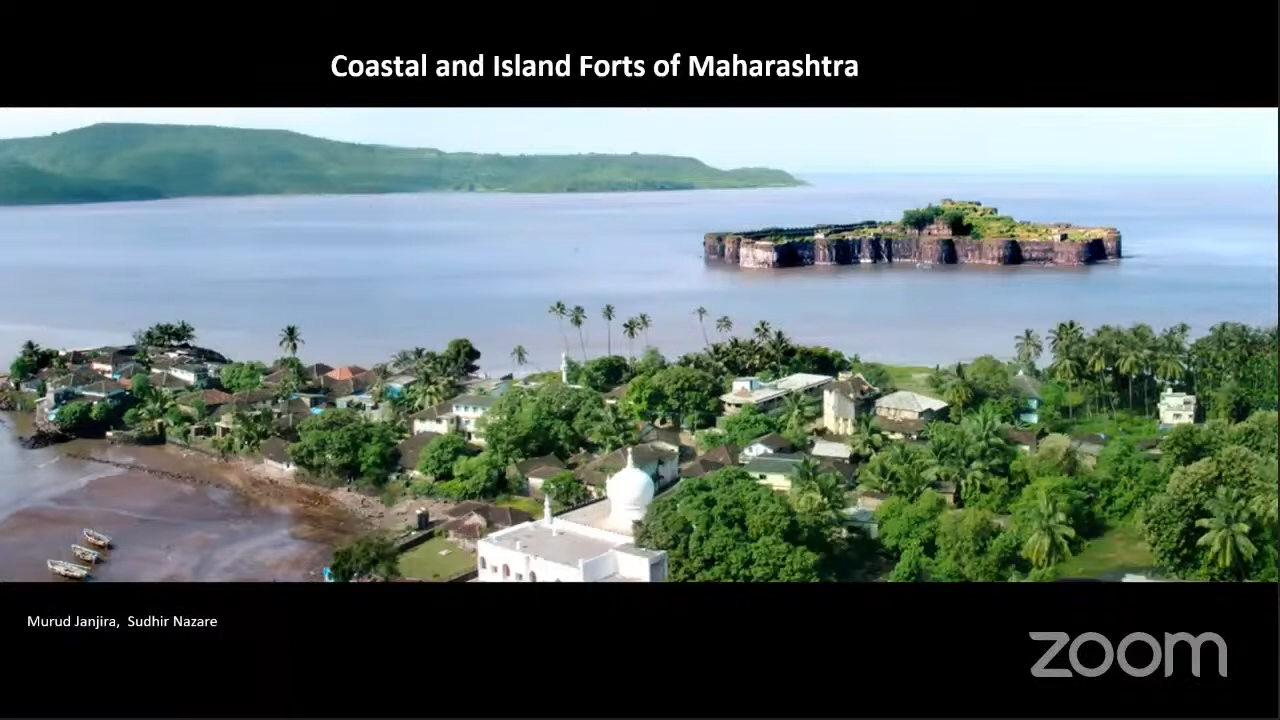 Coastal and Island Forts of Maharashtra
Murud Janjira, Sudhir Nazare
zoom